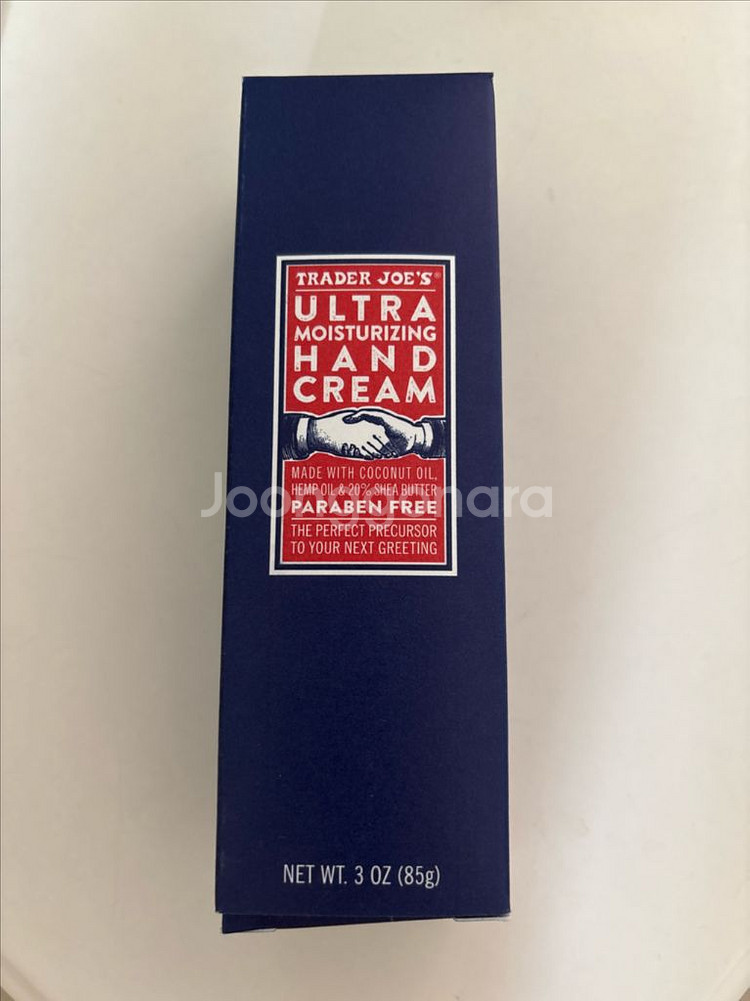 TRADER JOE'S®
ULTRA
MOISTURIZING
HAND
CREAM
MADE WITH COCONUT OIL,
HEMP OIL & 20% SHEA BUTTER
Joonggonara
PARABEN FREE
THE PERFECT PRECURSOR
TO YOUR NEXT GREETING
NET WT. 3 OZ (85g)